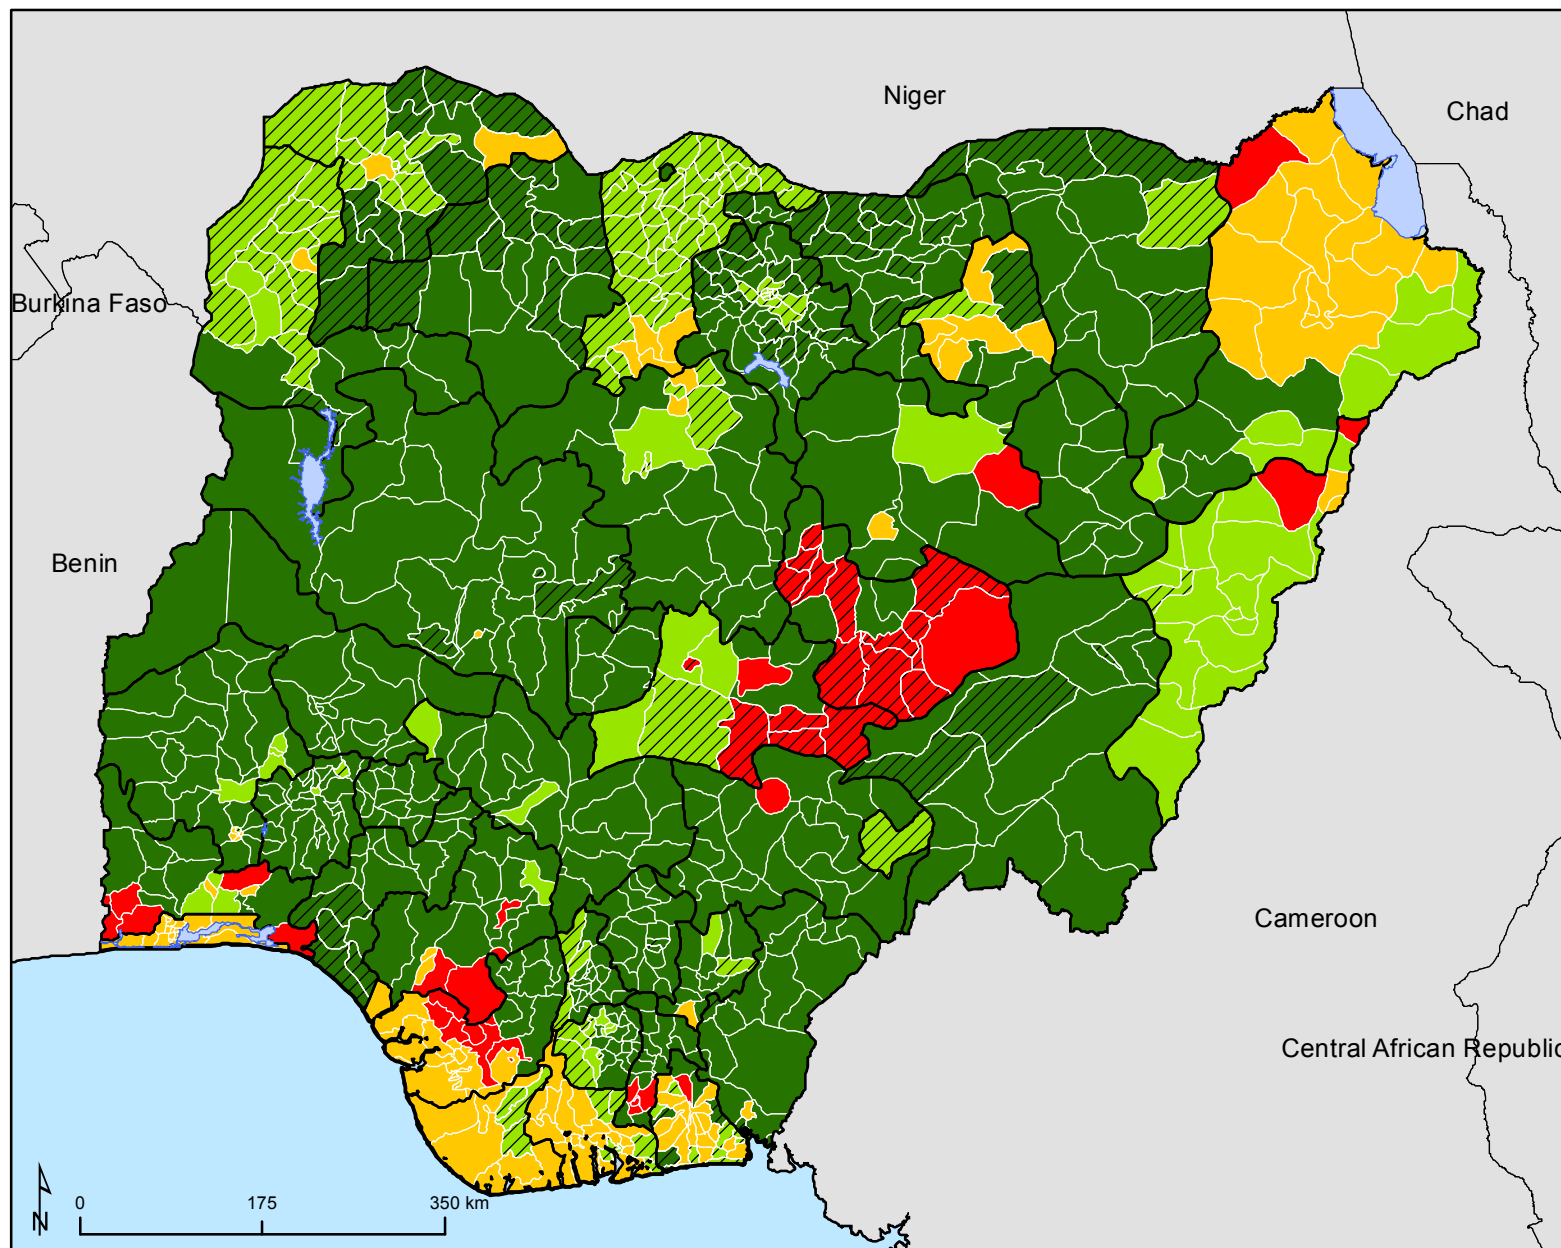 Niger
Chad
Burkina Faso
Benin
Cameroon
Central African Republic
0 175 350 km
N